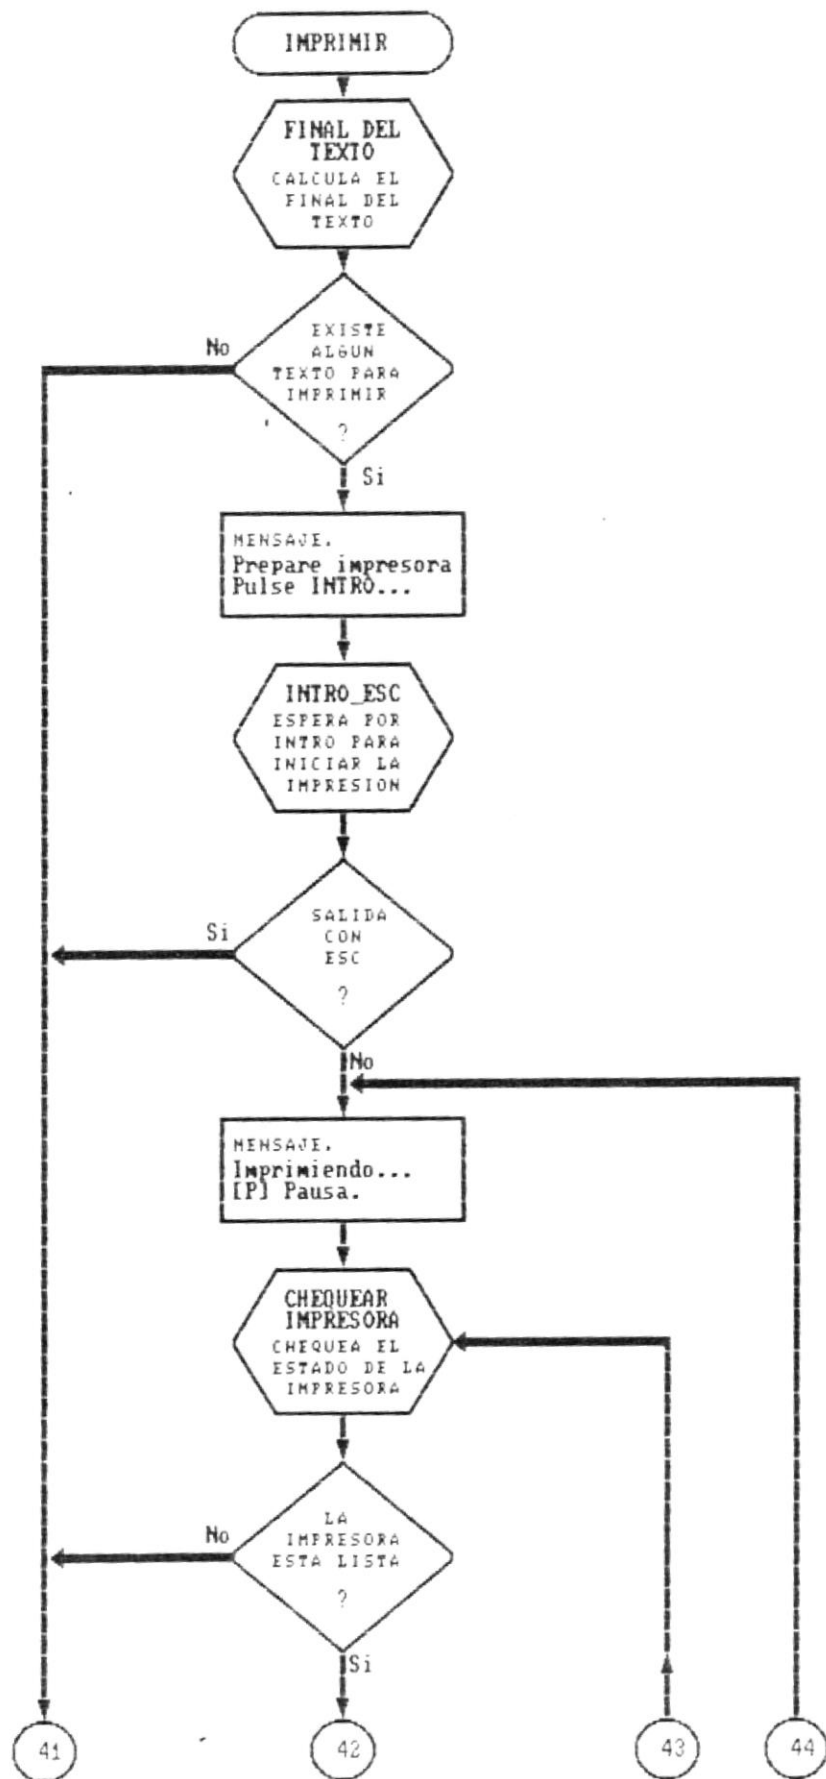 IMPRIMIR
FINAL DEL
TEXTO
CALCULA EL
FINAL DEL
TEXTO
EXISTE
ALGUN
TEXTO PARA
IMPRIMIR
?
No
Si
MENSAJE.
Prepare impresora
Pulse INTRO...
INTRO_ESC
ESPERA POR
INTRO PARA
INICIAR LA
IMPRESION
SALIDA
CON
ESC
?
Si
No
MENSAJE.
Imprimiendo...
[P] Pausa.
CHEQUEAR
IMPRESORA
CHEQUEA EL
ESTADO DE LA
IMPRESORA
LA
IMPRESORA
ESTA LISTA
?
No
Si
41
42
43
44